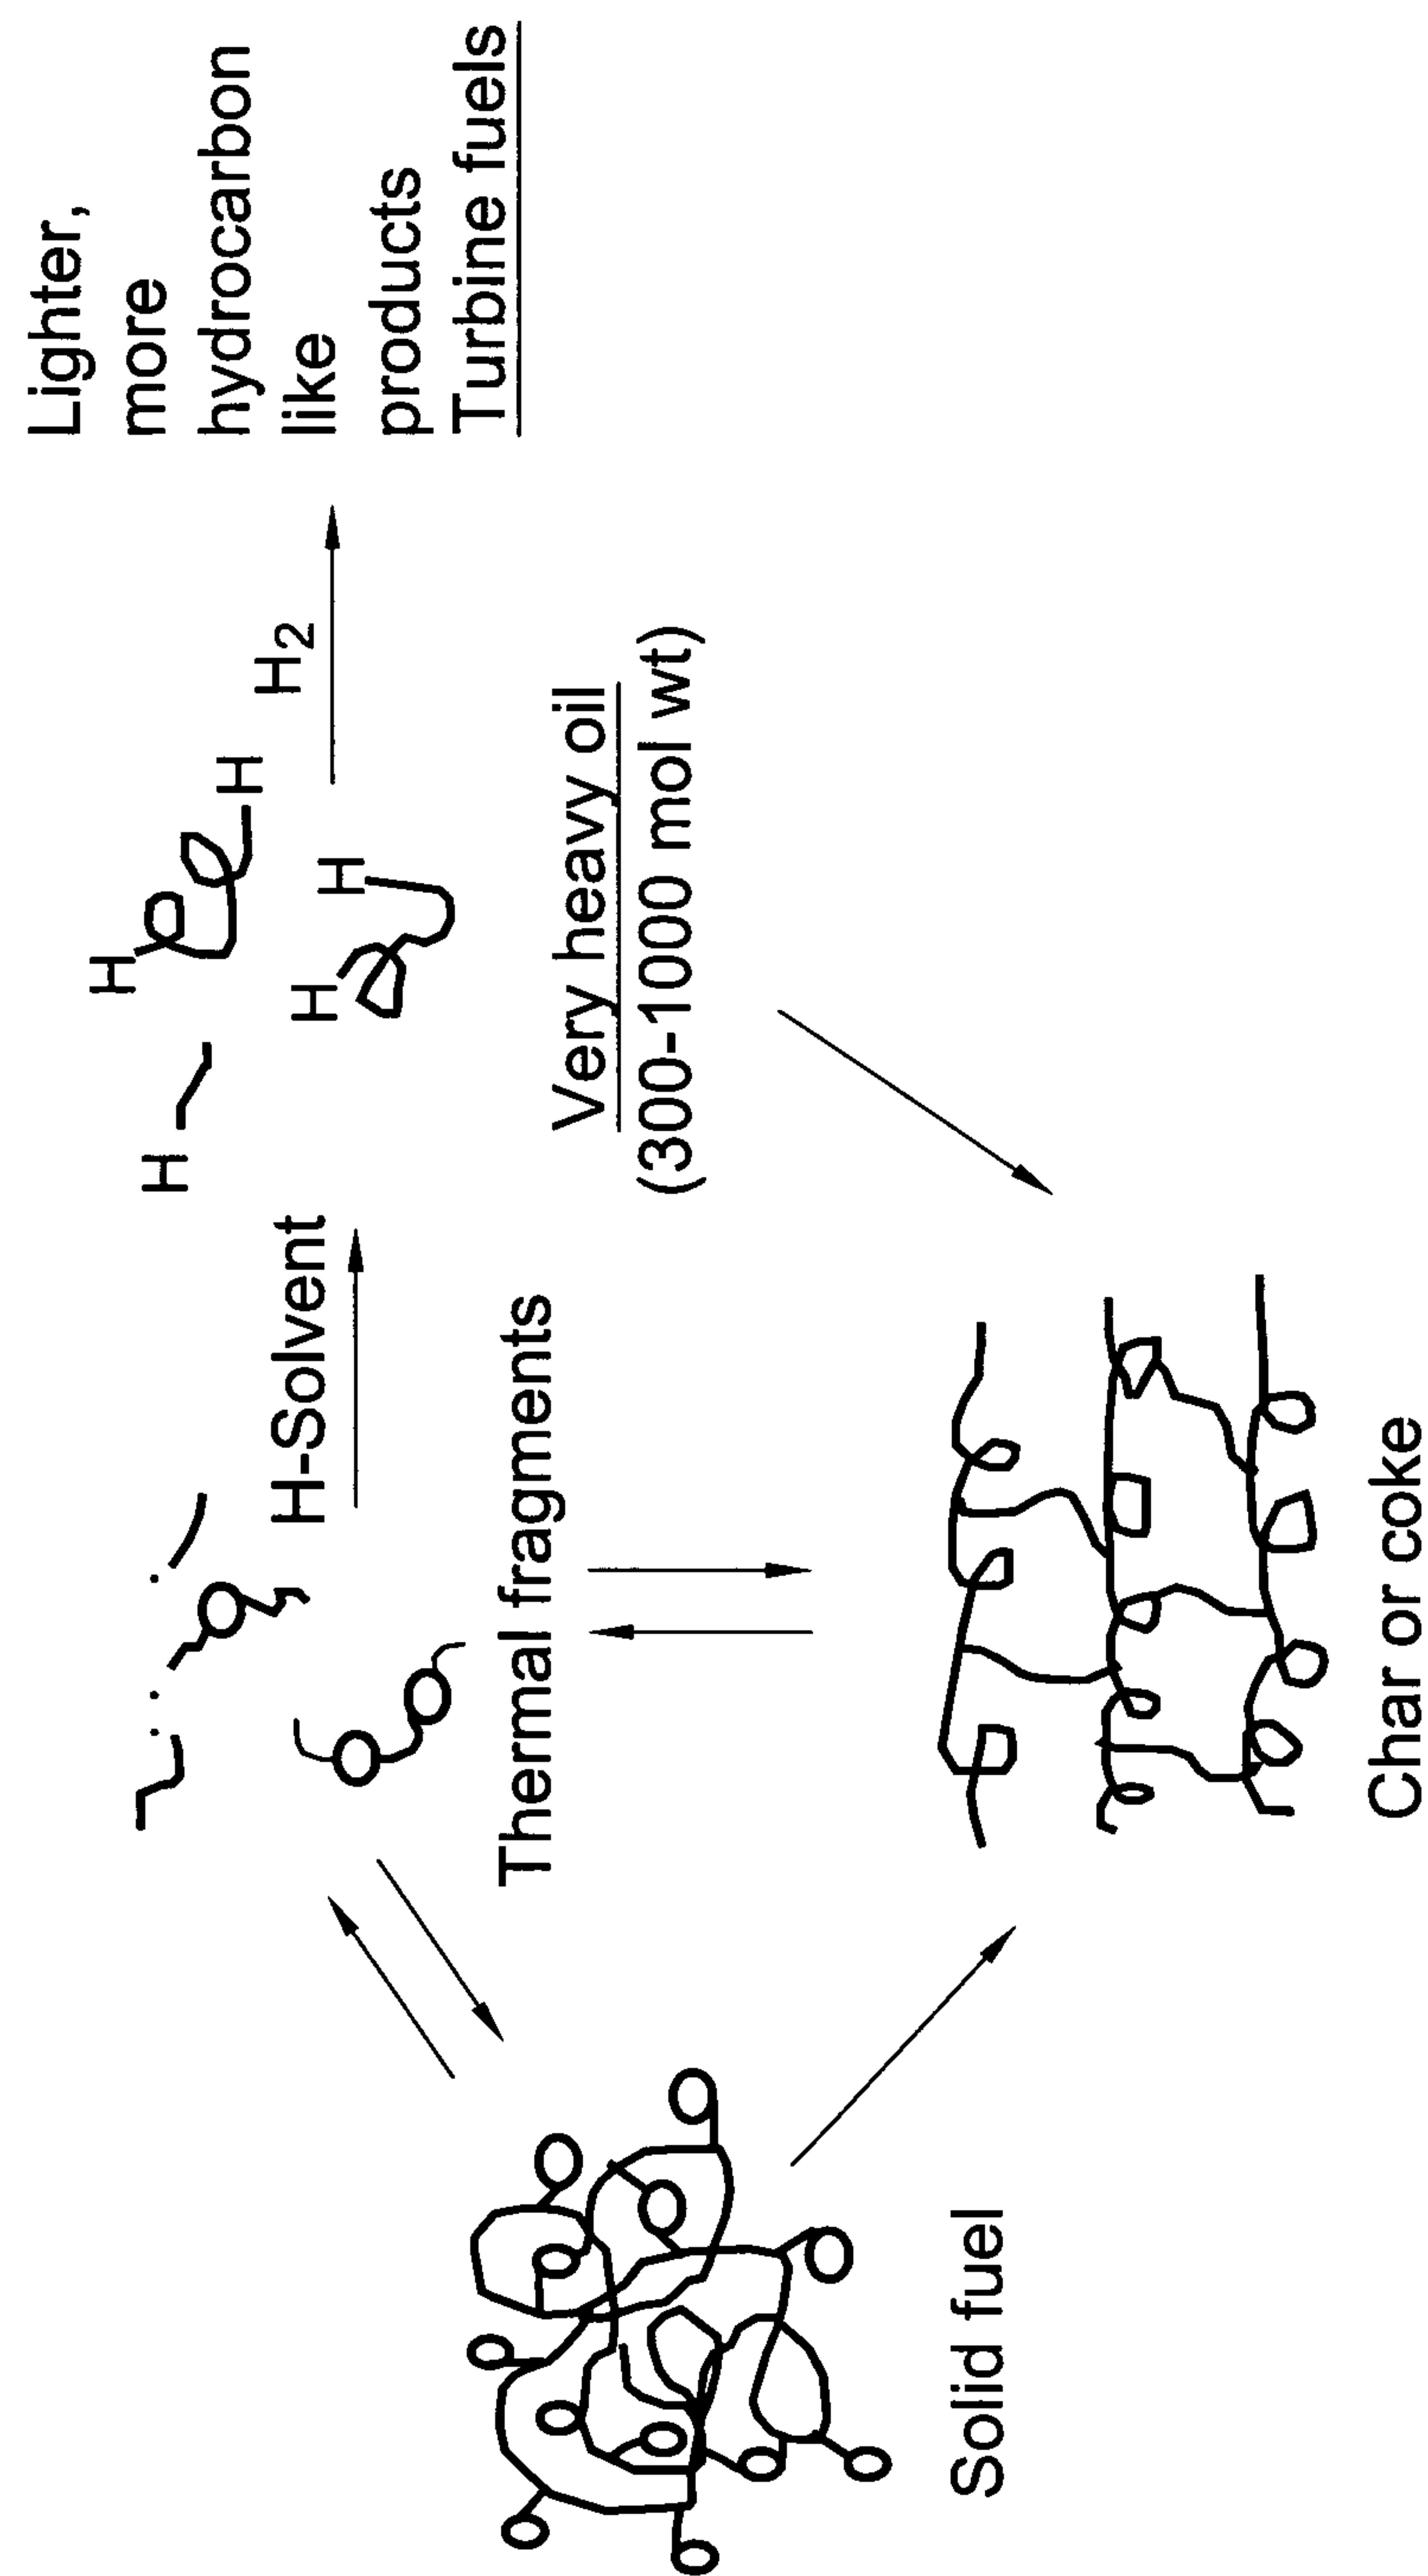 Solid fuel
Thermal fragments
H-Solvent
H
H
H
H
H
Very heavy oil
(300-1000 mol wt)
H2
Lighter,
more
hydrocarbon
like
products
Turbine fuels
Char or coke